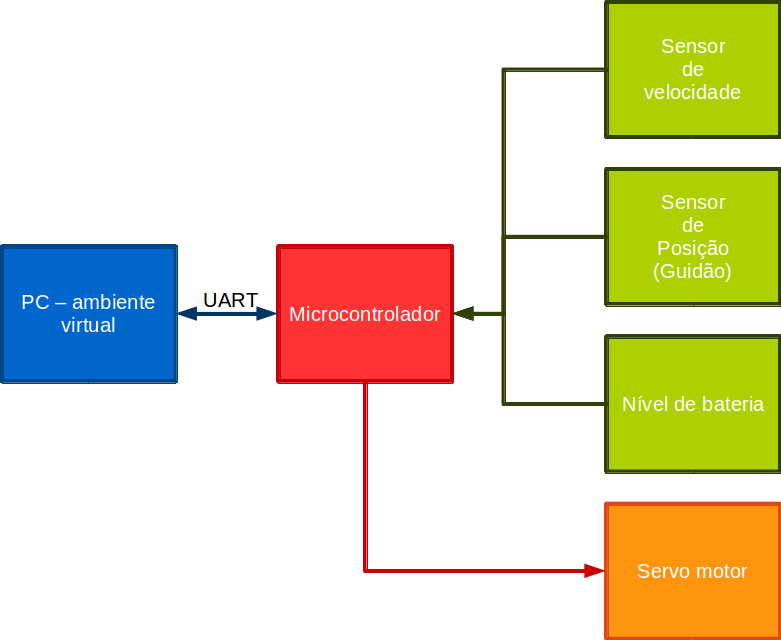 Sensor
de
velocidade
Sensor
de
Posição
(Guidão)
PC – ambiente
virtual
UART
Microcontrolador
Nível de bateria
Servo motor